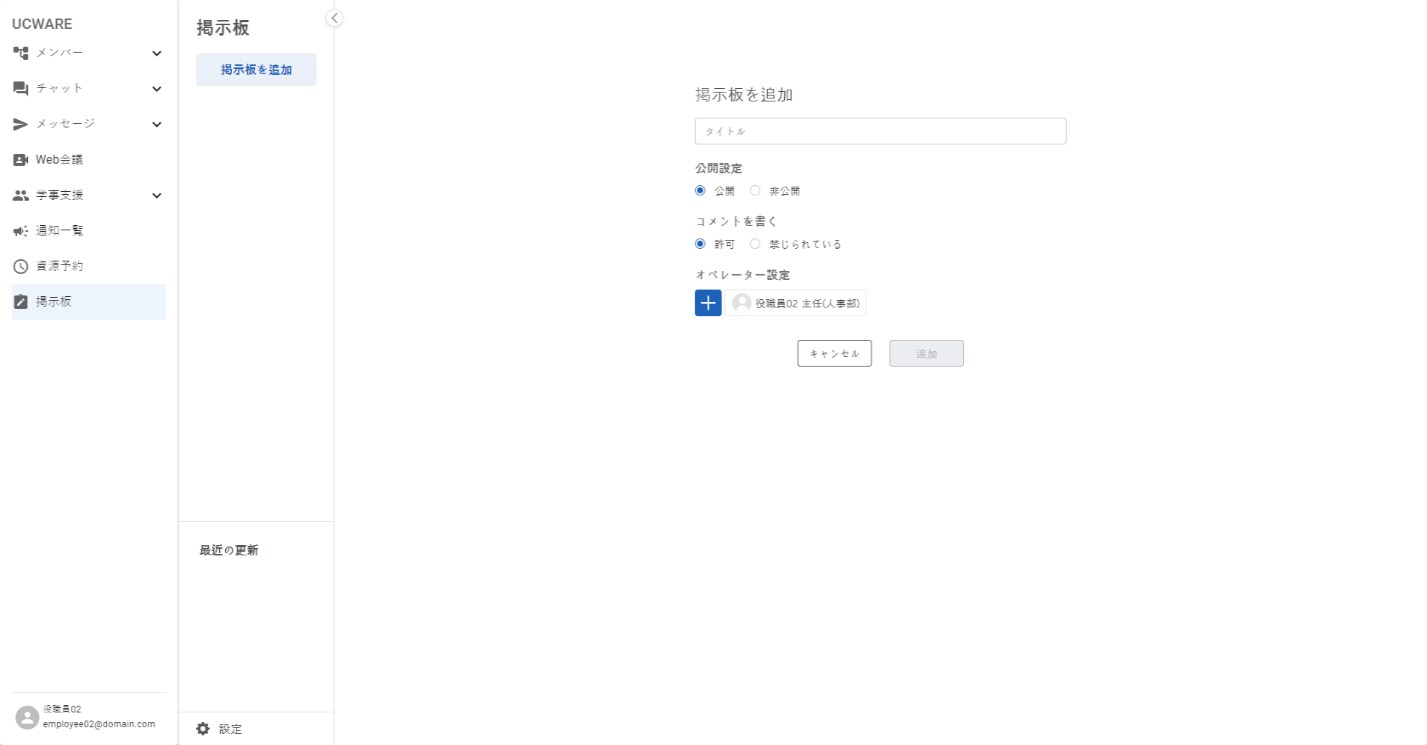 UCWARE
メンバー
チャット
メッセージ
Web会議
学事支援
通知一覧
資源予約
掲示板
役職員02
employee02@domain.com
掲示板
掲示板を追加
最近の更新
設定
掲示板を追加
タイトル
公開設定
公開 非公開
コメントを書く
許可 禁じられている
オペレーター設定
役職員02 主任(人事部)
キャンセル 追加